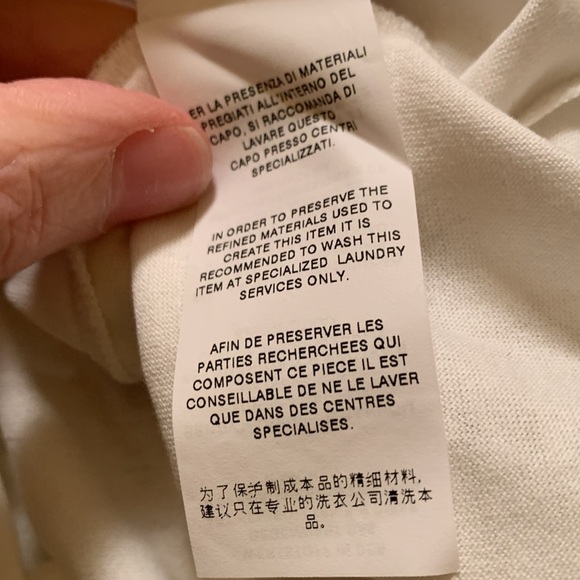 ER LA PRESENZA DI MATERIALI
PREGIATI ALL'INTERNO DEL
CAPO, SI RACCOMANDA DI
LAVARE QUESTO
CAPO PRESSO CENTRI
SPECIALIZZATI.
IN ORDER TO PRESERVE THE
REFINED MATERIALS USED TO
CREATE THIS ITEM IT IS
RECOMMENDED TO WASH THIS
ITEM AT SPECIALIZED LAUNDRY
SERVICES ONLY.
AFIN DE PRESERVER LES
PARTIES RECHERCHEES QUI
COMPOSENT CE PIECE IL EST
CONSEILLABLE DE NE LE LAVER
QUE DANS DES CENTRES
SPECIALISES.
为了保护制成本品的精细材料,
建议只在专业的洗衣公司清洗本
品。